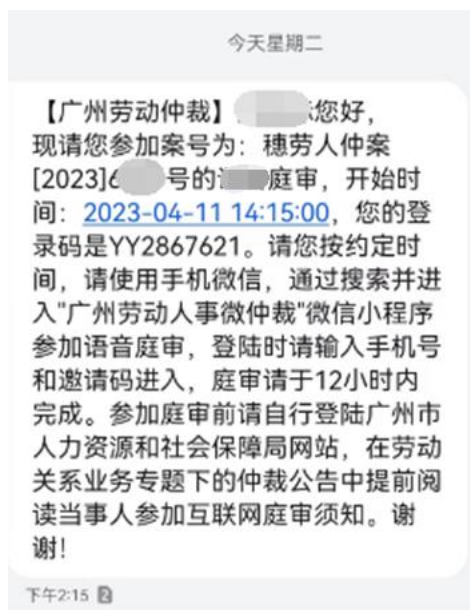 今天星期二
【广州劳动仲裁】 您好，
现请您参加案号为：穗劳人仲案
[2023]6 号的 庭审，开始时
间：2023-04-11 14:15:00，您的登
录码是YY2867621。请您按约定时
间，请使用手机微信，通过搜索并进
入"广州劳动人事微仲裁"微信小程序
参加语音庭审，登陆时请输入手机号
和邀请码进入，庭审请于12小时内
完成。参加庭审前请自行登陆广州市
人力资源和社会保障局网站，在劳动
关系业务专题下的仲裁公告中提前阅
读当事人参加互联网庭审须知。谢
谢！
下午2:15 2